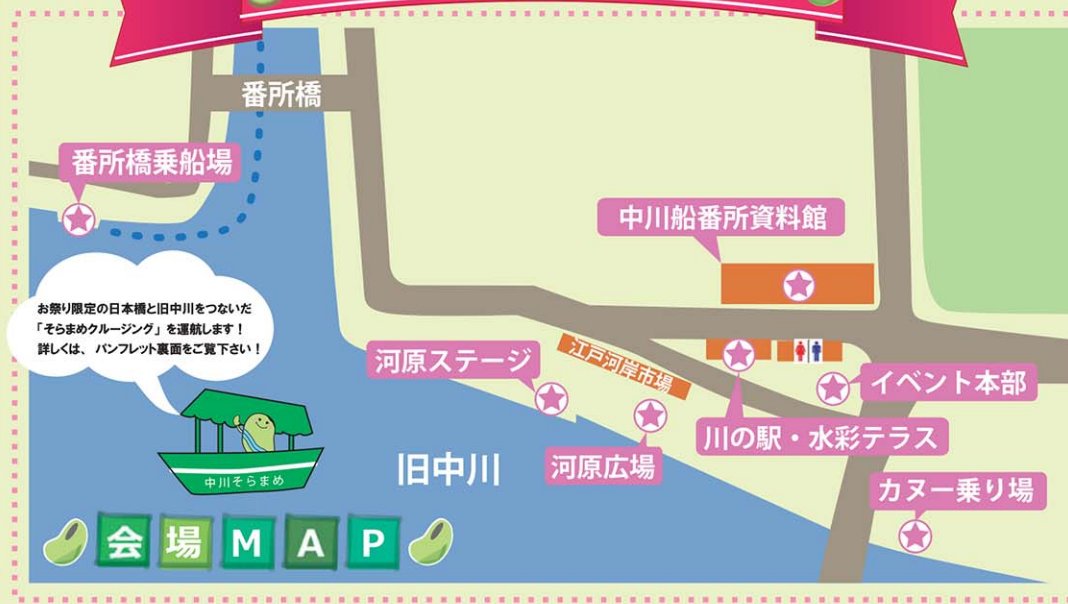 番所橋
番所橋乗船場
中川船番所資料館
お祭り限定の日本橋と旧中川をつないだ
「そらまめクルージング」を運航します！
詳しくは、パンフレット裏面をご覧下さい！
河原ステージ
江戸河岸市場
イベント本部
川の駅・水彩テラス
河原広場
旧中川
中川そらまめ
カヌー乗り場
会場MAP